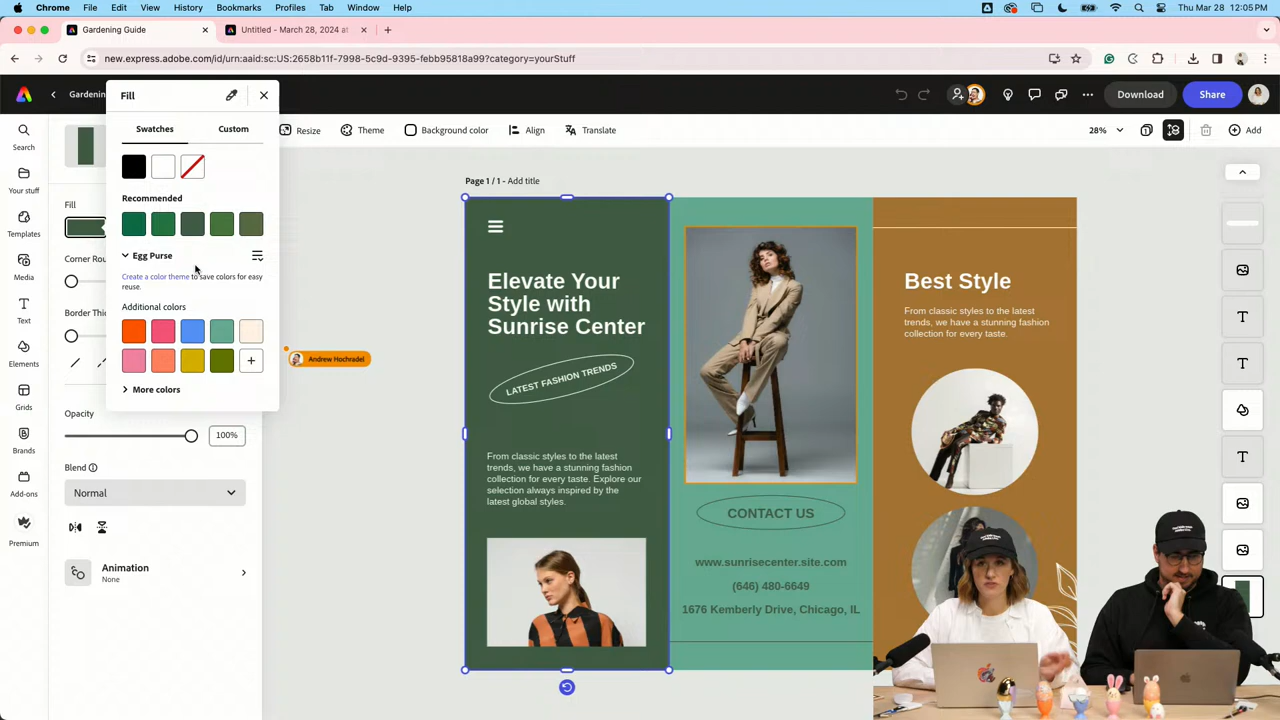 Chrome File Edit View History Bookmarks Profiles Tab Window Help
Thu Mar 28 12:05 PM
Gardening Guide
Untitled - March 28, 2024 at
new.express.adobe.com/id/urn:aaid:sc:US:2658b11f-7998-5c9d-9395-febb95818a99?category=yourStuff
Gardening
Download
Share
Fill
Swatches
Custom
Resize
Theme
Background color
Align
Translate
28%
1
Add
Search
Your stuff
Templates
Media
Text
Elements
Grids
Brands
Add-ons
Premium
Fill
Corner Rou
Border Thic
Recommended
Egg Purse
Create a color theme to save colors for easy
reuse.
Additional colors
More colors
Opacity
100%
Blend
Normal
Animation
None
Andrew Hochradel
Page 1 / 1 - Add title
Elevate Your
Style with
Sunrise Center
LATEST FASHION TRENDS
From classic styles to the latest
trends, we have a stunning fashion
collection for every taste. Explore our
selection always inspired by the
latest global styles.
CONTACT US
www.sunrisecenter.site.com
(646) 480-6649
1676 Kemberly Drive, Chicago, IL
Best Style
From classic styles to the latest
trends, we have a stunning fashion
collection for every taste.